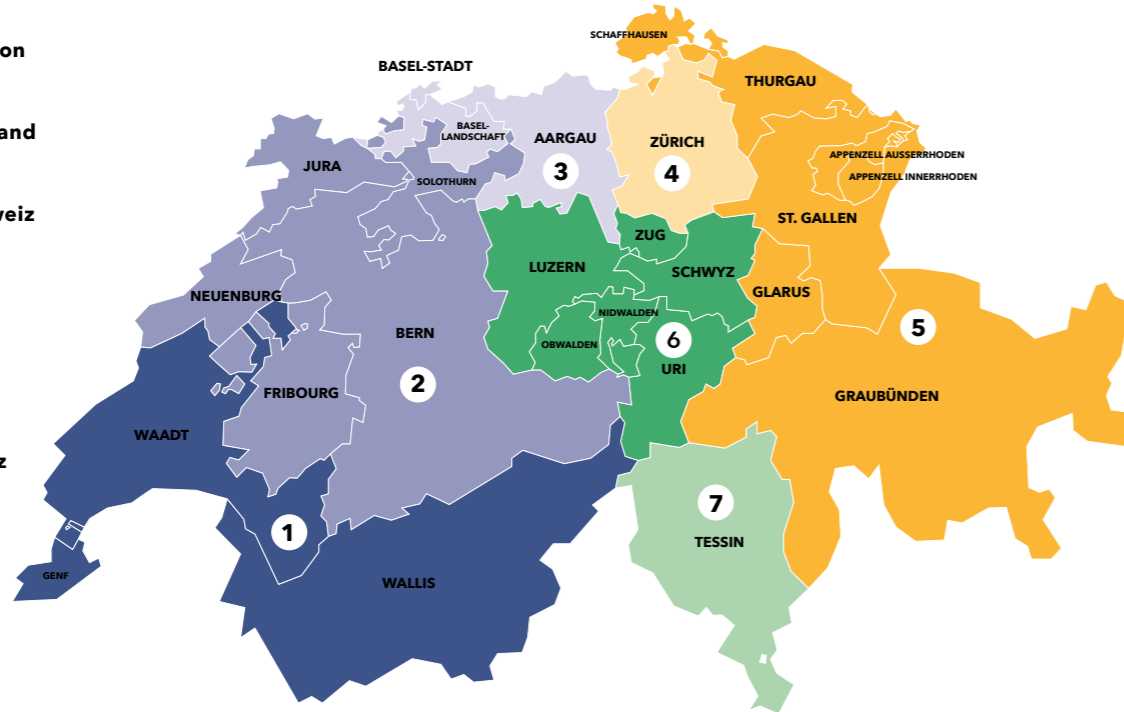 on
and
weiz
z
SCHAFFHAUSEN
BASEL-STADT
THURGAU
BASEL-
LANDSCHAFT
AARGAU
ZÜRICH
JURA
3
4
APPENZELL AUSSERRHODEN
SOLOTHURN
APPENZELL INNERRHODEN
ST. GALLEN
ZUG
LUZERN
SCHWYZ
NEUENBURG
GLARUS
NIDWALDEN
BERN
5
OBWALDEN
6
URI
2
FRIBOURG
GRAUBÜNDEN
WAADT
7
1
TESSIN
GENF
WALLIS